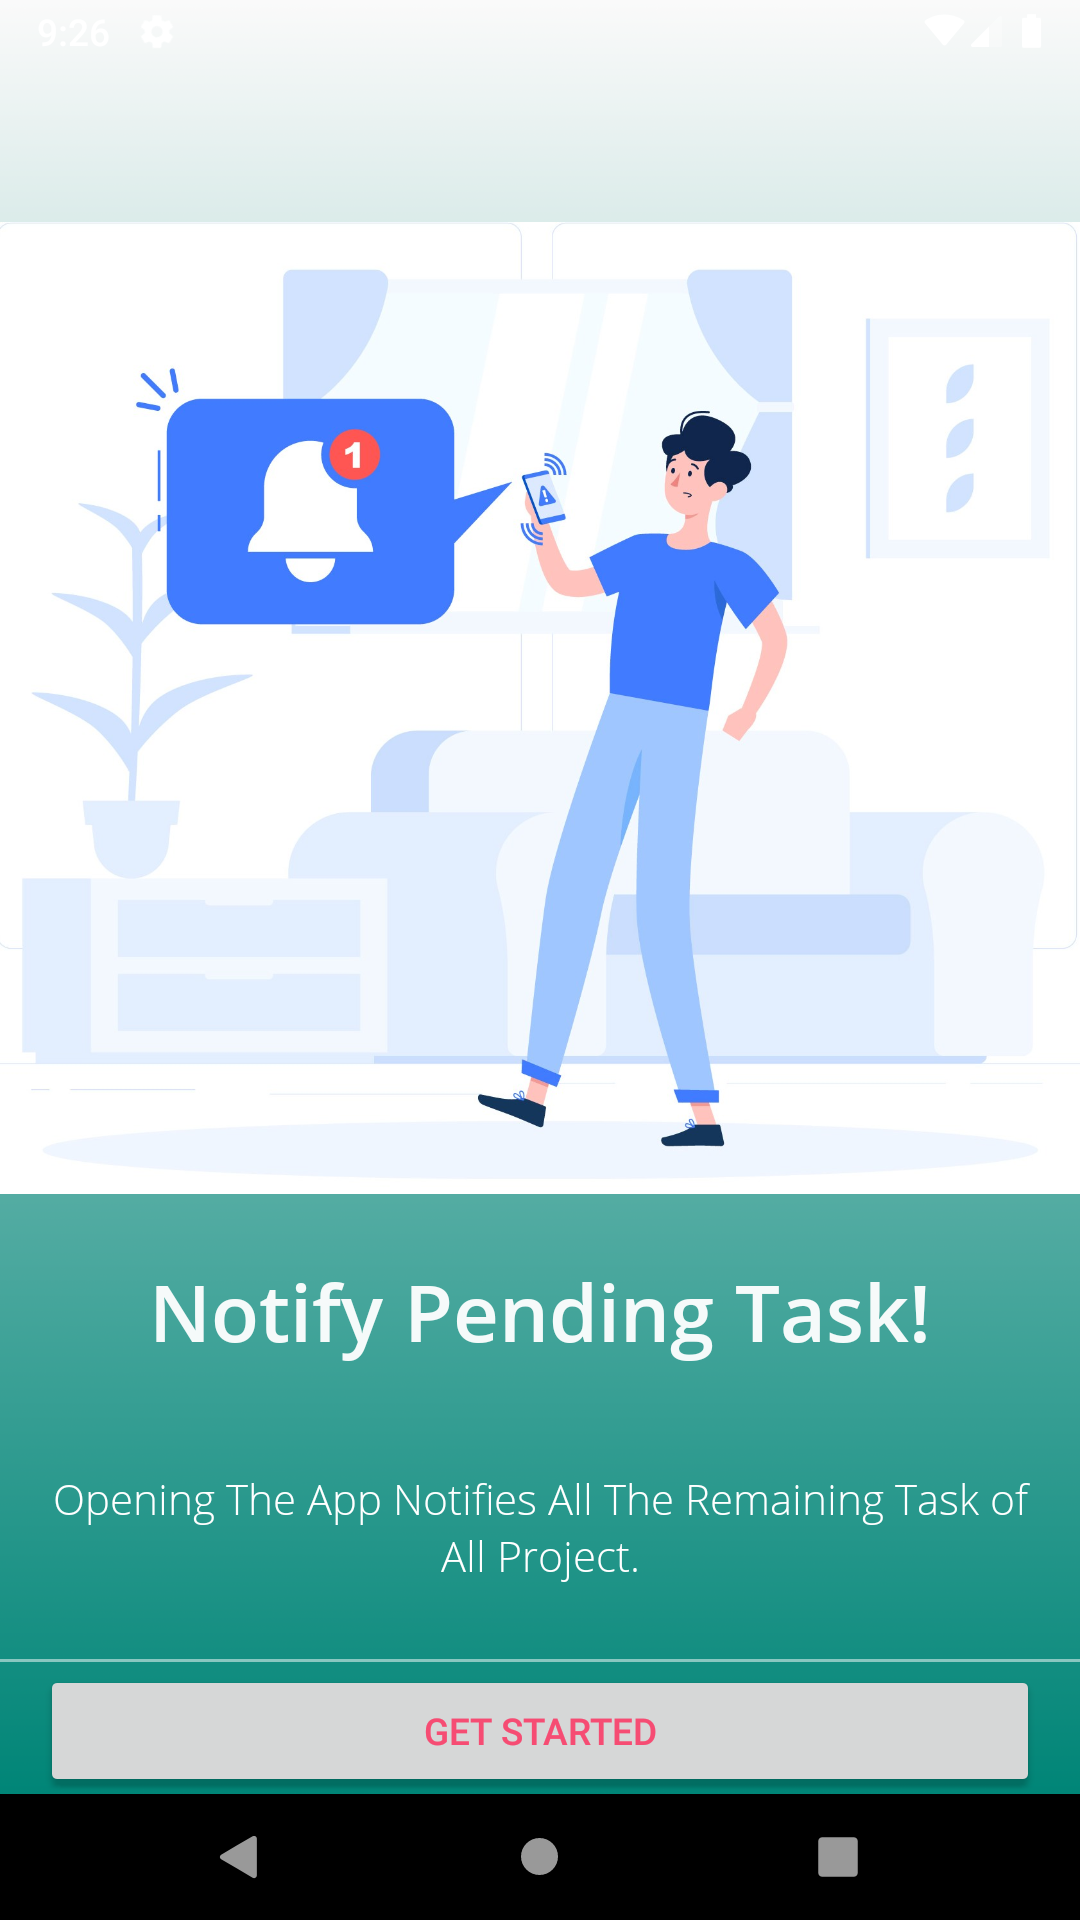 9:26
1
Notify Pending Task!
Opening The App Notifies All The Remaining Task of
All Project.
GET STARTED